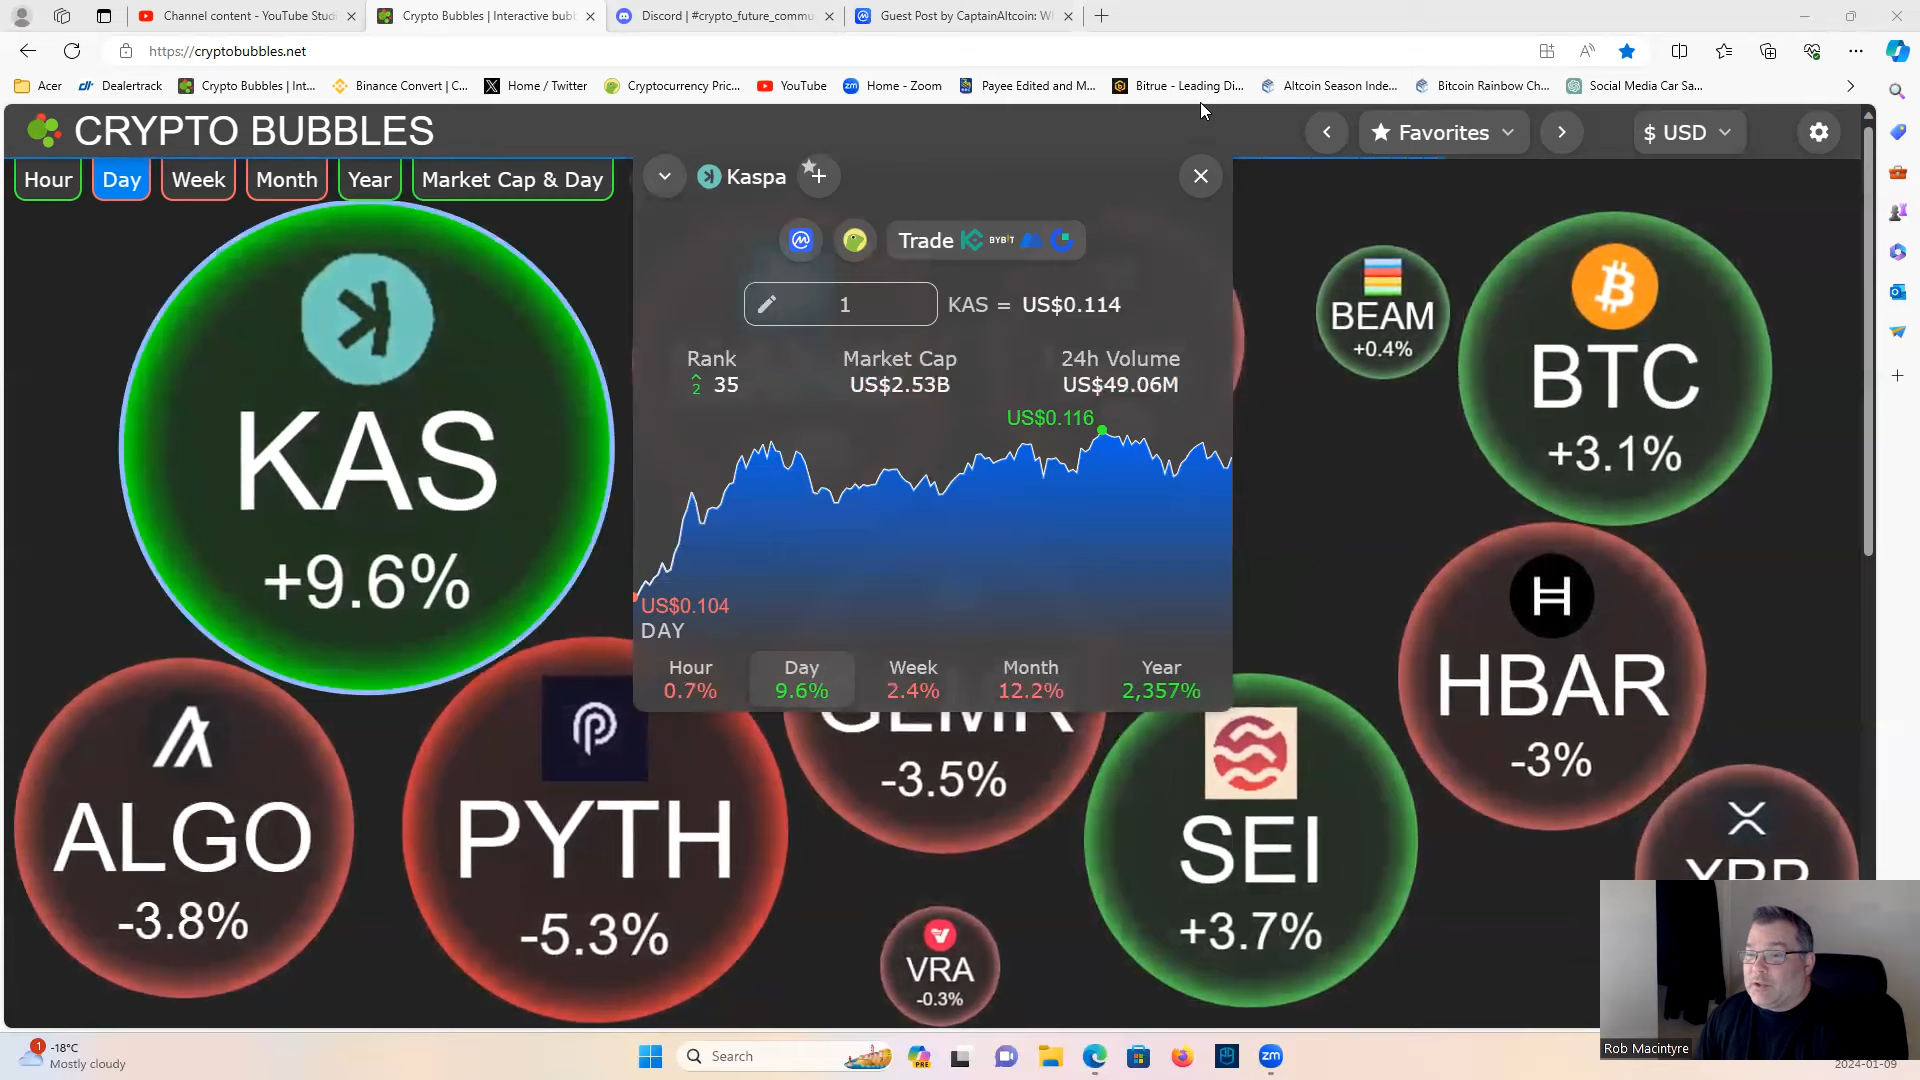 Channel content - YouTube Studi
Crypto Bubbles | Interactive bubb
Discord | #crypto_future_commu
Guest Post by CaptainAltcoin: W
https://cryptobubbles.net
Acer
Dealertrack
Crypto Bubbles | Int...
Binance Convert | C...
Home / Twitter
Cryptocurrency Pric...
YouTube
Home - Zoom
Payee Edited and M...
Bitrue - Leading Di...
Altcoin Season Inde...
Bitcoin Rainbow Ch...
Social Media Car Sa...
CRYPTO BUBBLES
Favorites
$ USD
Hour
Day
Week
Month
Year
Market Cap & Day
Kaspa
Trade
BYBIT
1
KAS = US$0.114
Rank
Market Cap
24h Volume
2 35
US$2.53B
US$49.06M
US$0.116
US$0.104
DAY
Hour
Day
Week
Month
Year
0.7%
9.6%
2.4%
12.2%
2,357%
KAS
+9.6%
BEAM
+0.4%
BTC
+3.1%
HBAR
-3%
ALGO
-3.8%
PYTH
-5.3%
GLMR
-3.5%
SEI
+3.7%
XRP
VRA
-0.3%
Rob Macintyre
1
-18°C
Mostly cloudy
Search
PRE
zm
2024-01-09